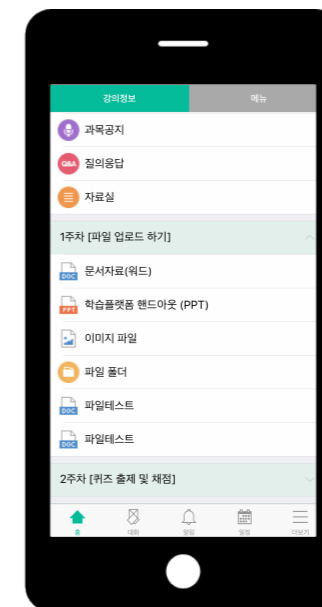 강의정보
메뉴
과목공지
Q&A 질의응답
자료실
1주차 [파일 업로드 하기]
DOC 문서자료(워드)
PPT 학습플랫폼 핸드아웃 (PPT)
이미지 파일
파일 폴더
DOC 파일테스트
DOC 파일테스트
2주차 [퀴즈 출제 및 채점]
홈
대화
알림
일정
더보기